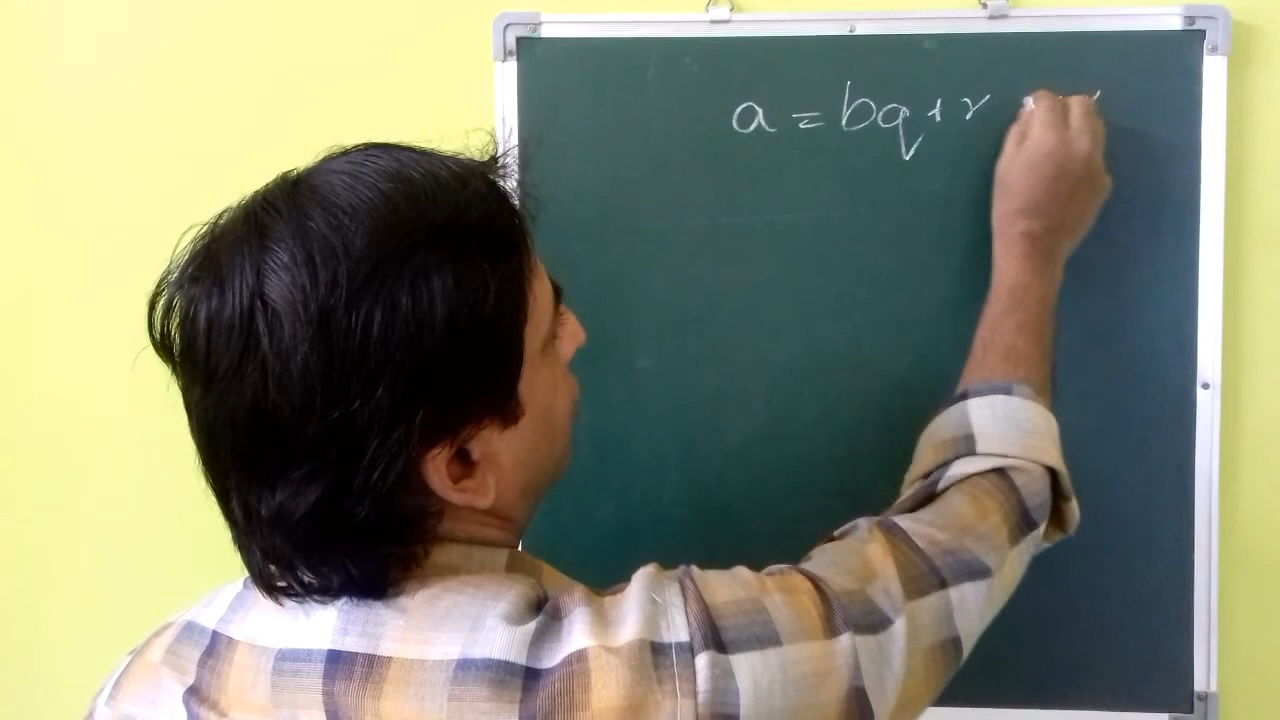 a = bq + r